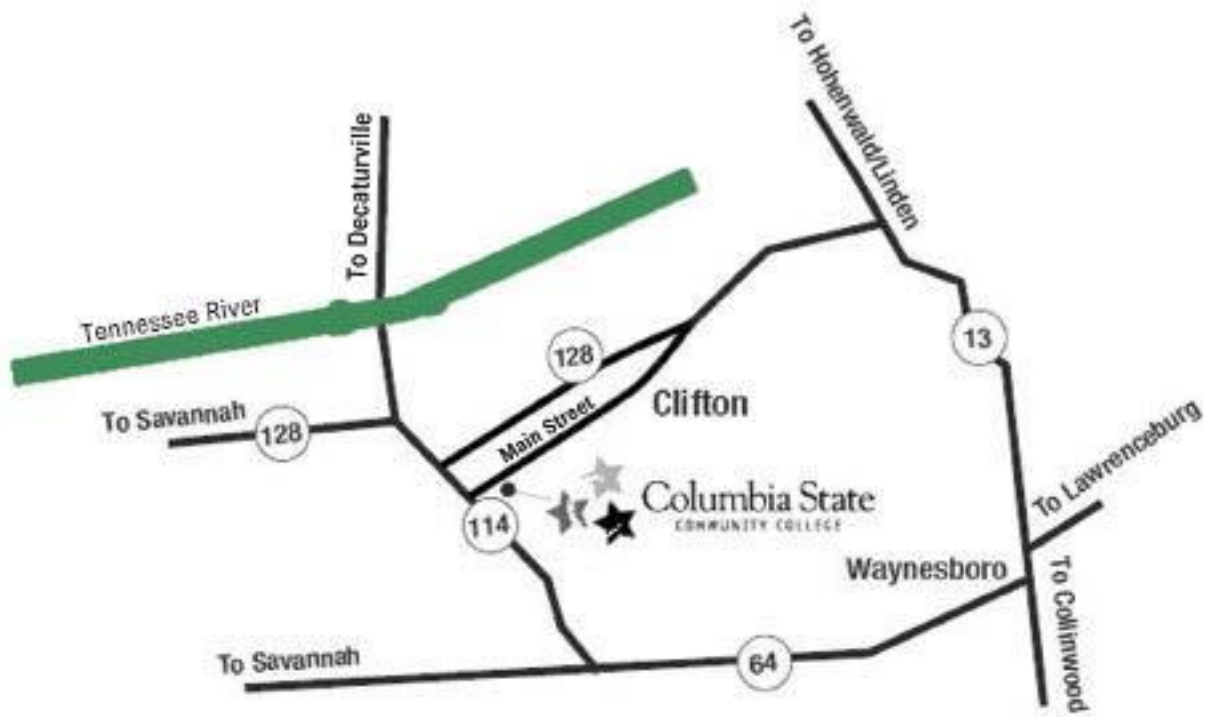 To Hohenwald/Linden
To Decaturville
Tennessee River
13
128
Clifton
Main Street
To Savannah
128
To Lawrenceburg
Columbia State
COMMUNITY COLLEGE
114
Waynesboro
To Collinwood
To Savannah
64